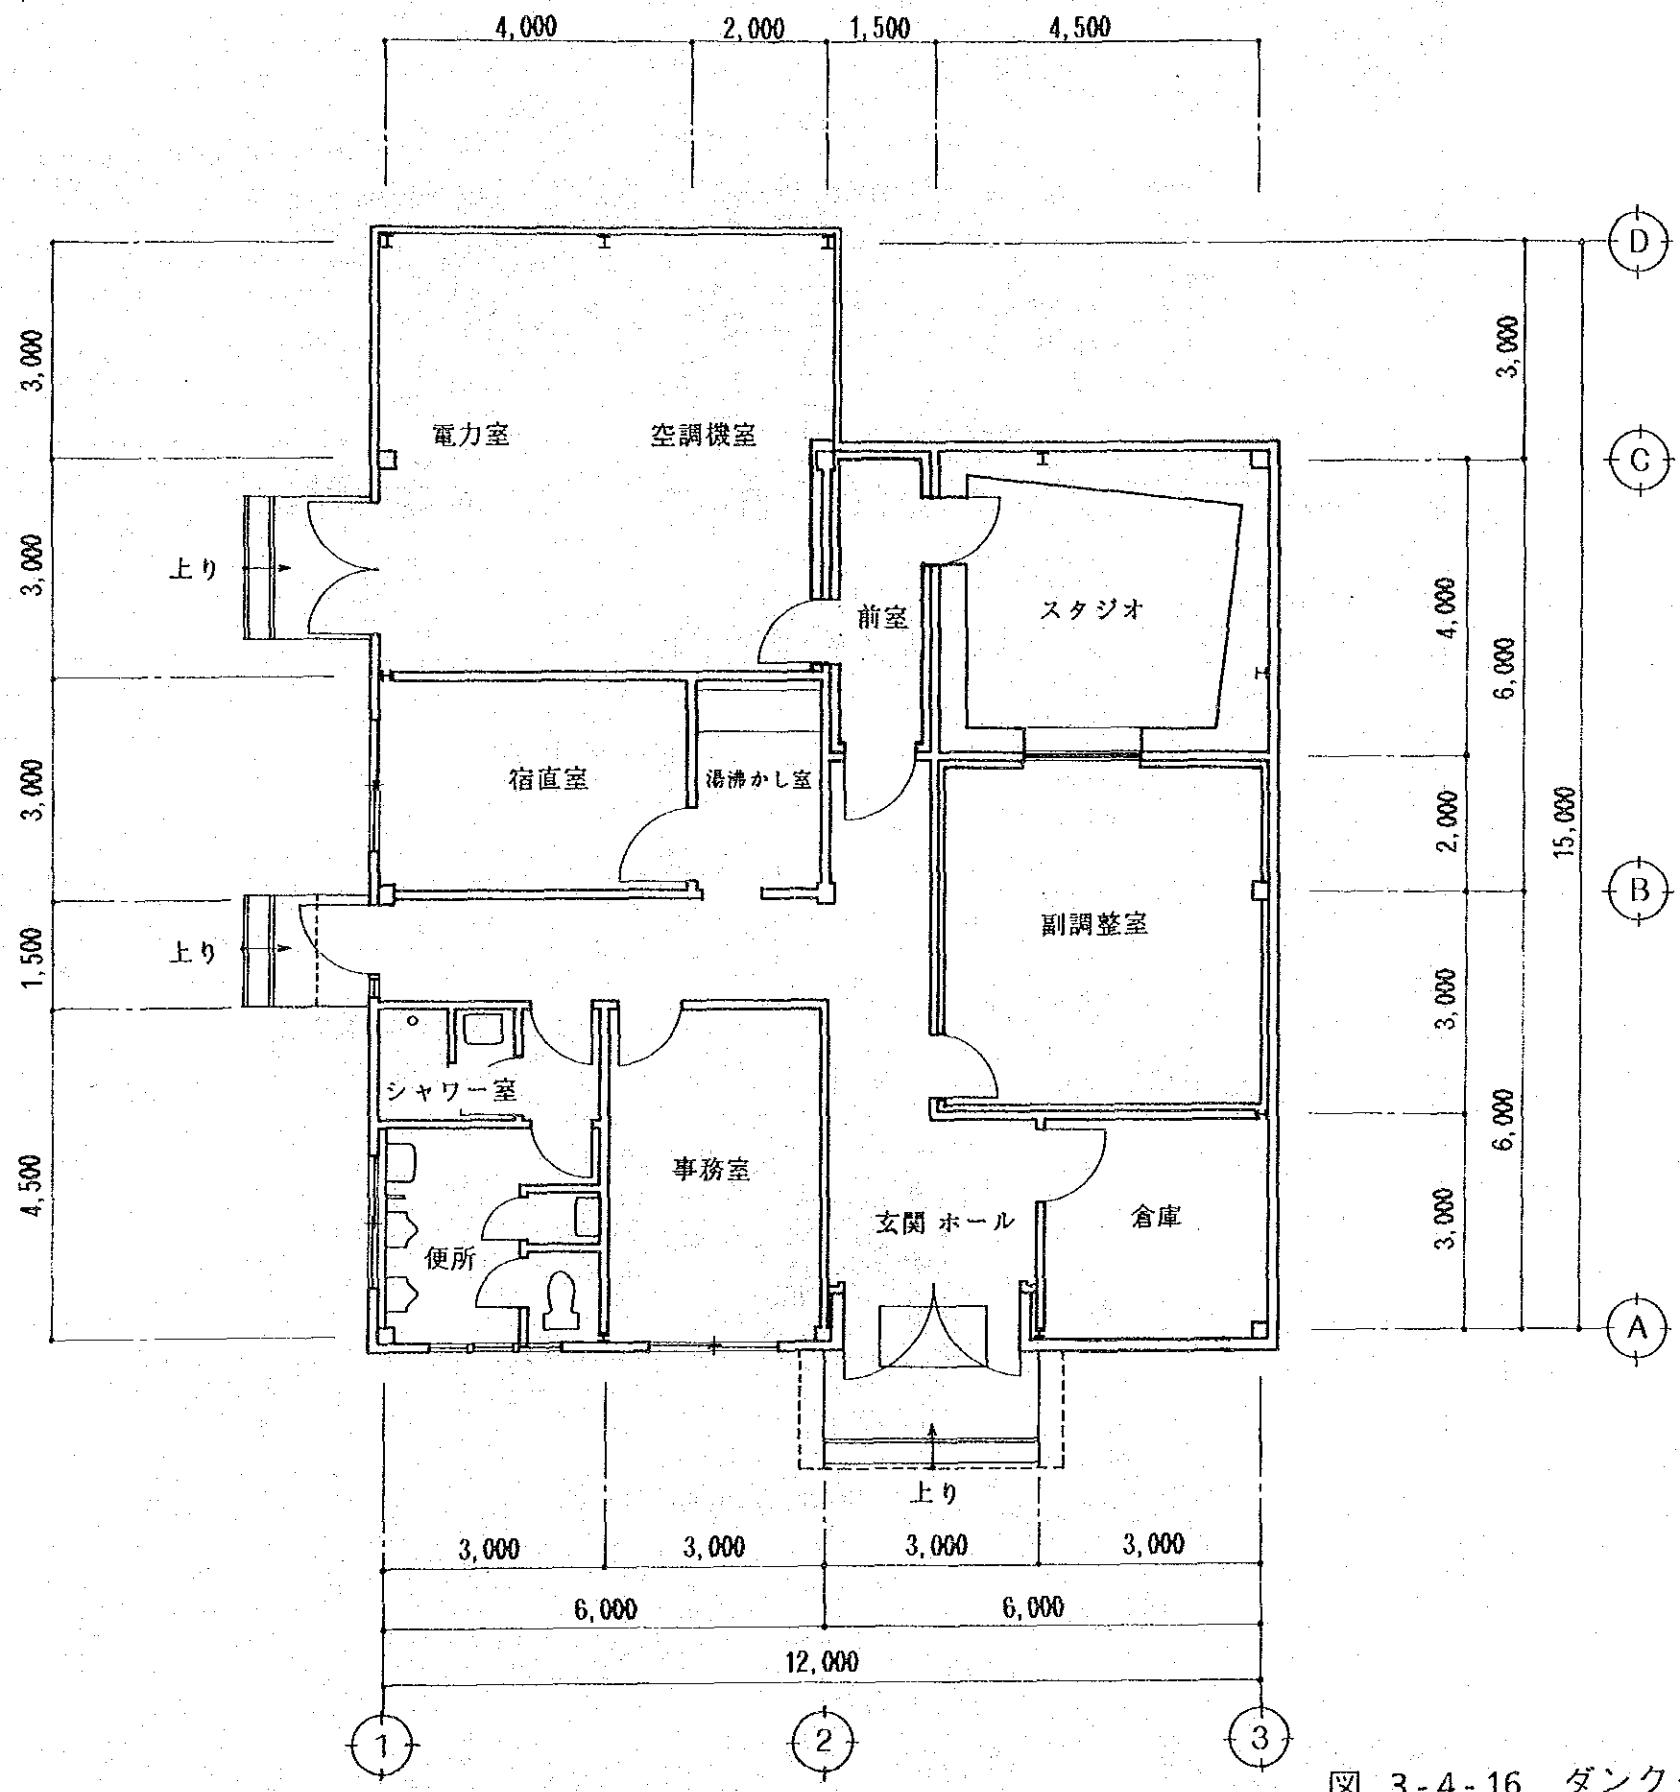 4,000 2,000 1,500 4,500
D
3,000
3,000
電力室 空調機室
C
3,000
上り
前室
スタジオ
4,000
6,000
3,000
宿直室
湯沸かし室
2,000
15,000
B
1,500
上り
副調整室
3,000
シャワー室
4,500
事務室
6,000
便所
玄関 ホール
倉庫
3,000
A
上り
3,000 3,000 3,000 3,000
6,000 6,000
12,000
1 2 3
図 3-4-16 ダンク